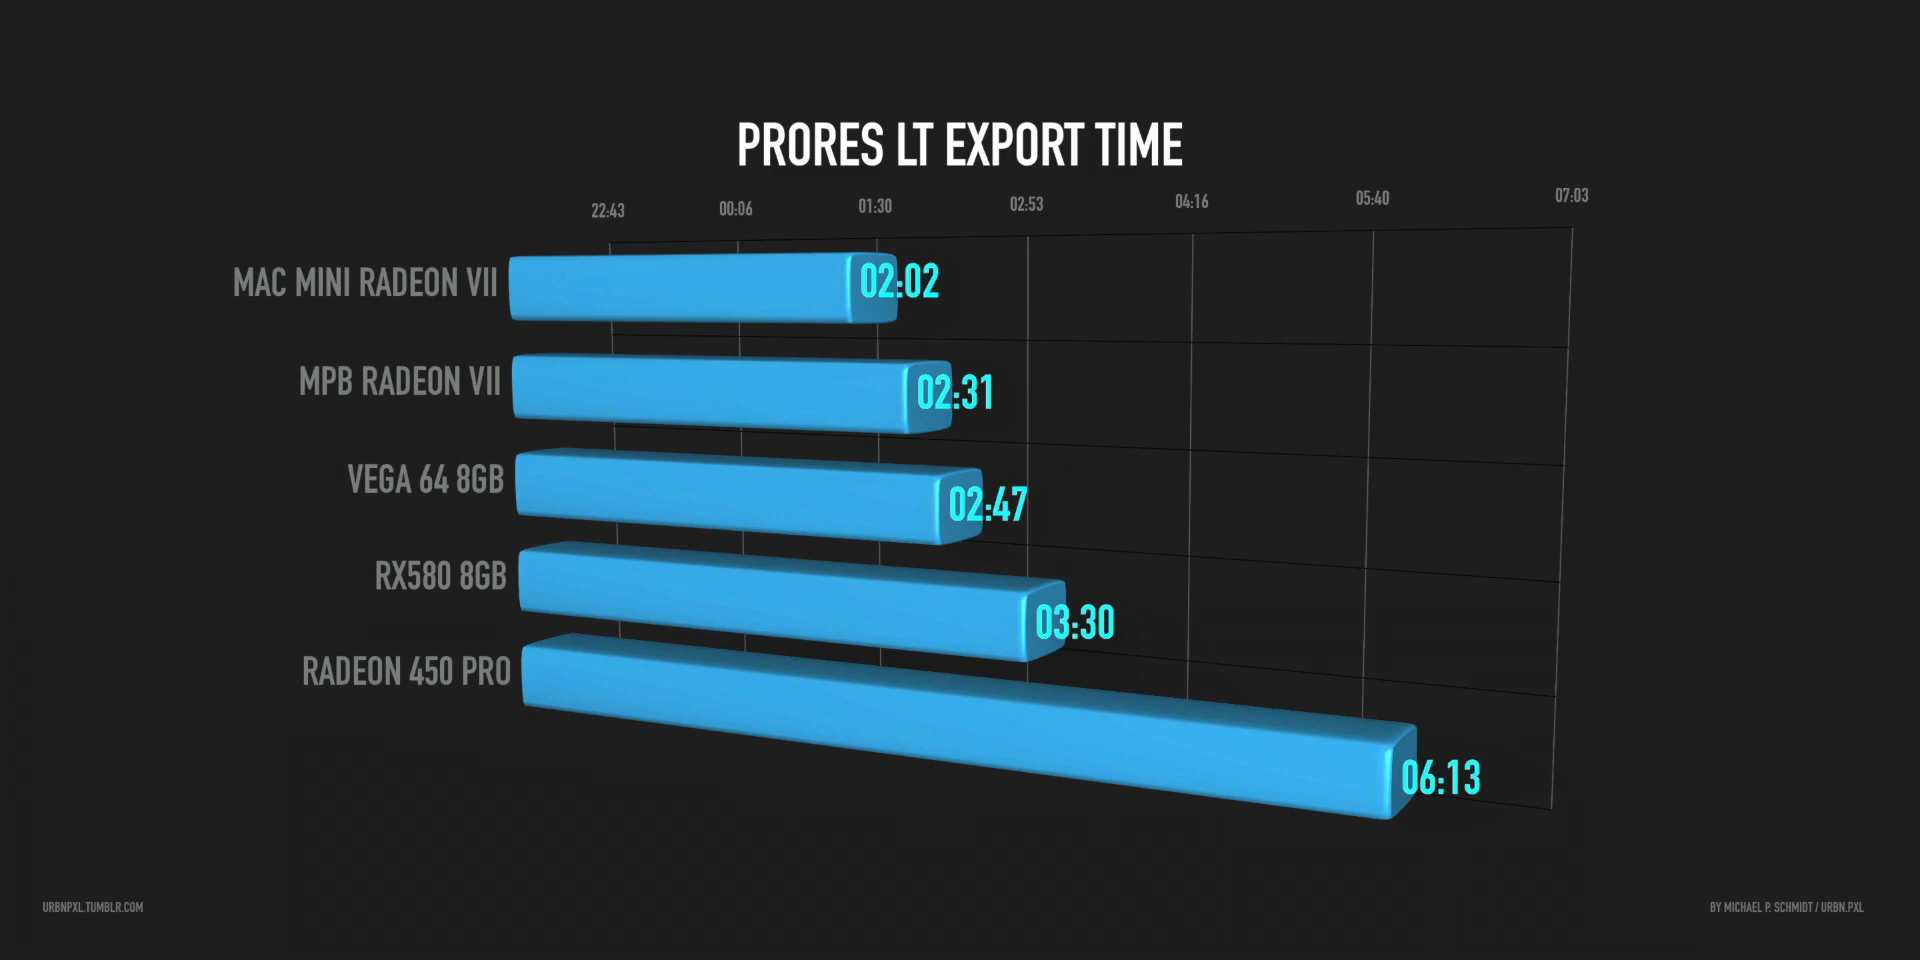 PRORES LT EXPORT TIME
22:43 00:06 01:30 02:53 04:16 05:40 07:03
MAC MINI RADEON VII 02:02
MPB RADEON VII 02:31
VEGA 64 8GB 02:47
RX580 8GB 03:30
RADEON 450 PRO 06:13
URBNPXL.TUMBLR.COM
BY MICHAEL P. SCHMIDT / URBN.PXL